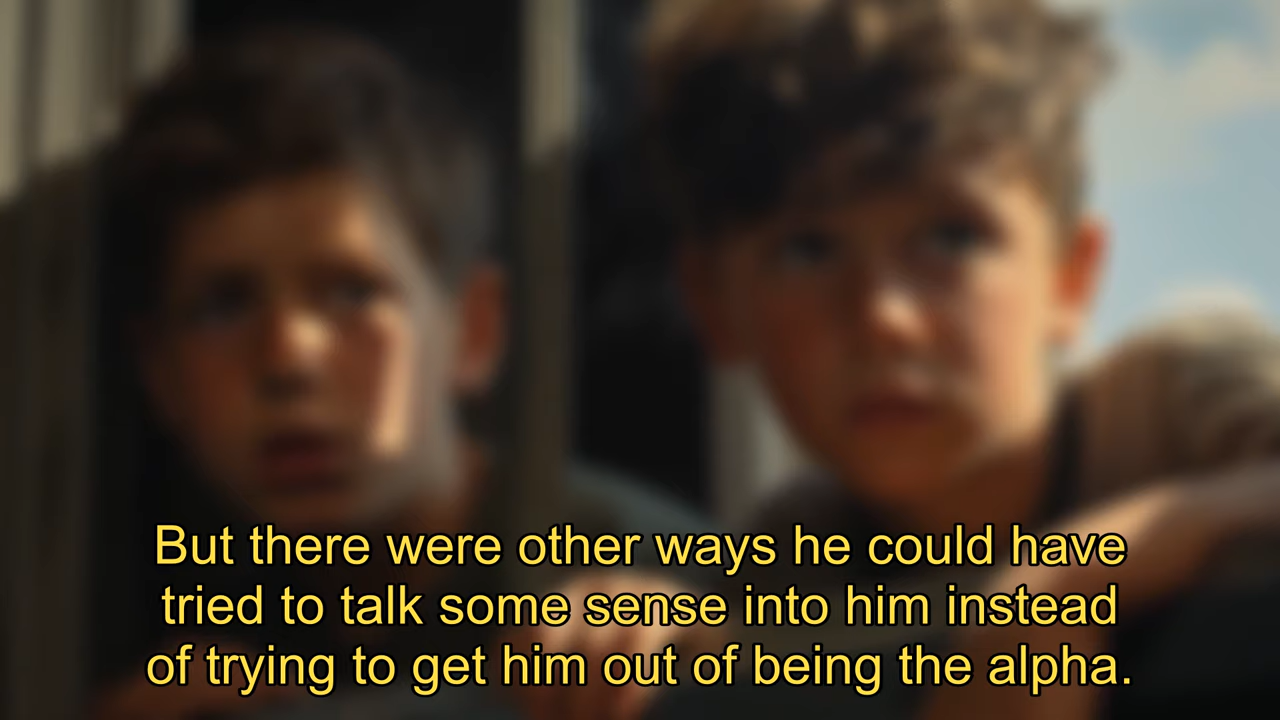 But there were other ways he could have
tried to talk some sense into him instead
of trying to get him out of being the alpha.